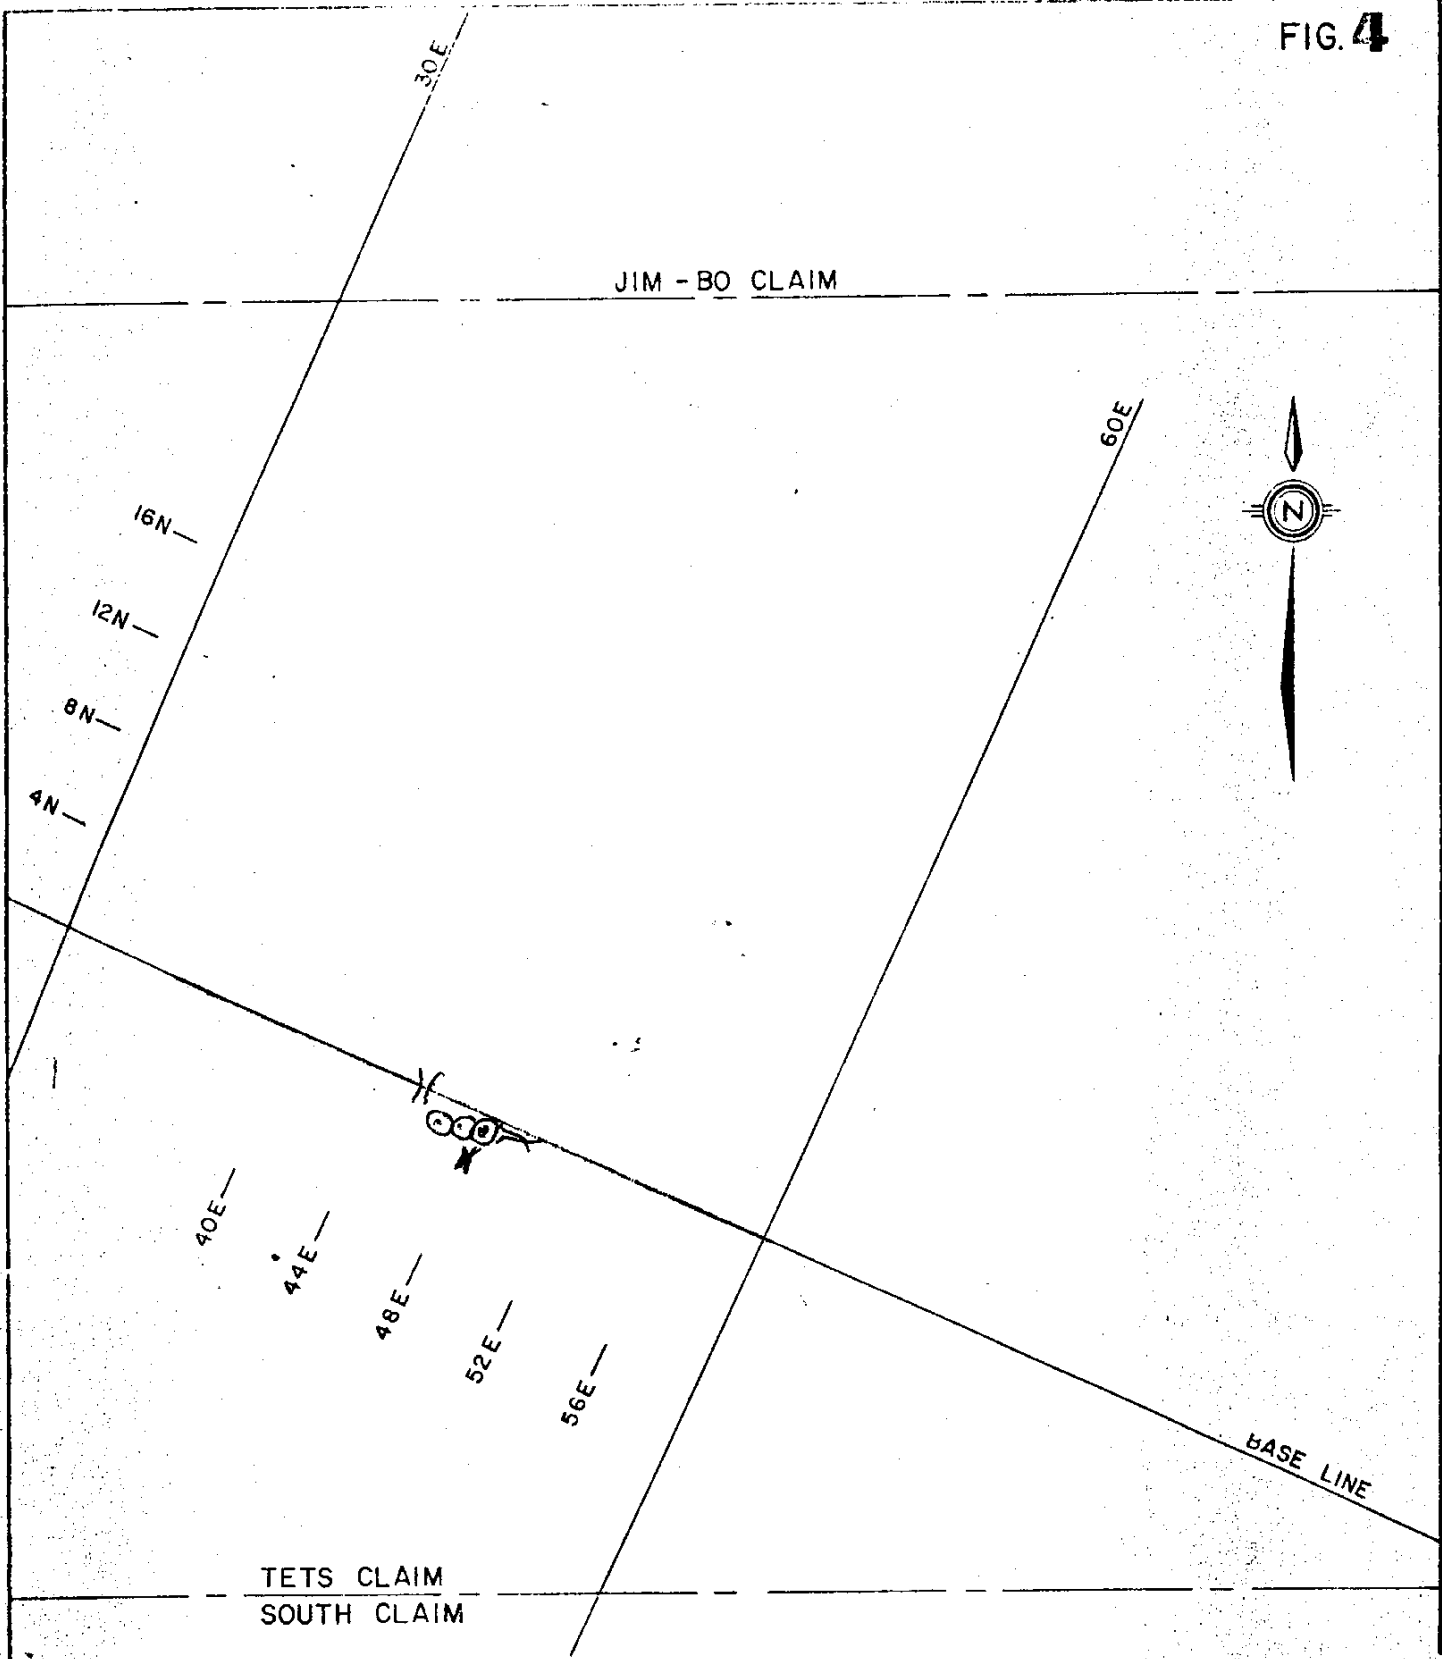 FIG. 4
30E
JIM - BO CLAIM
60E
N
16N
12N
8N
4N
40E
44E
48E
52E
56E
BASE LINE
TETS CLAIM
SOUTH CLAIM